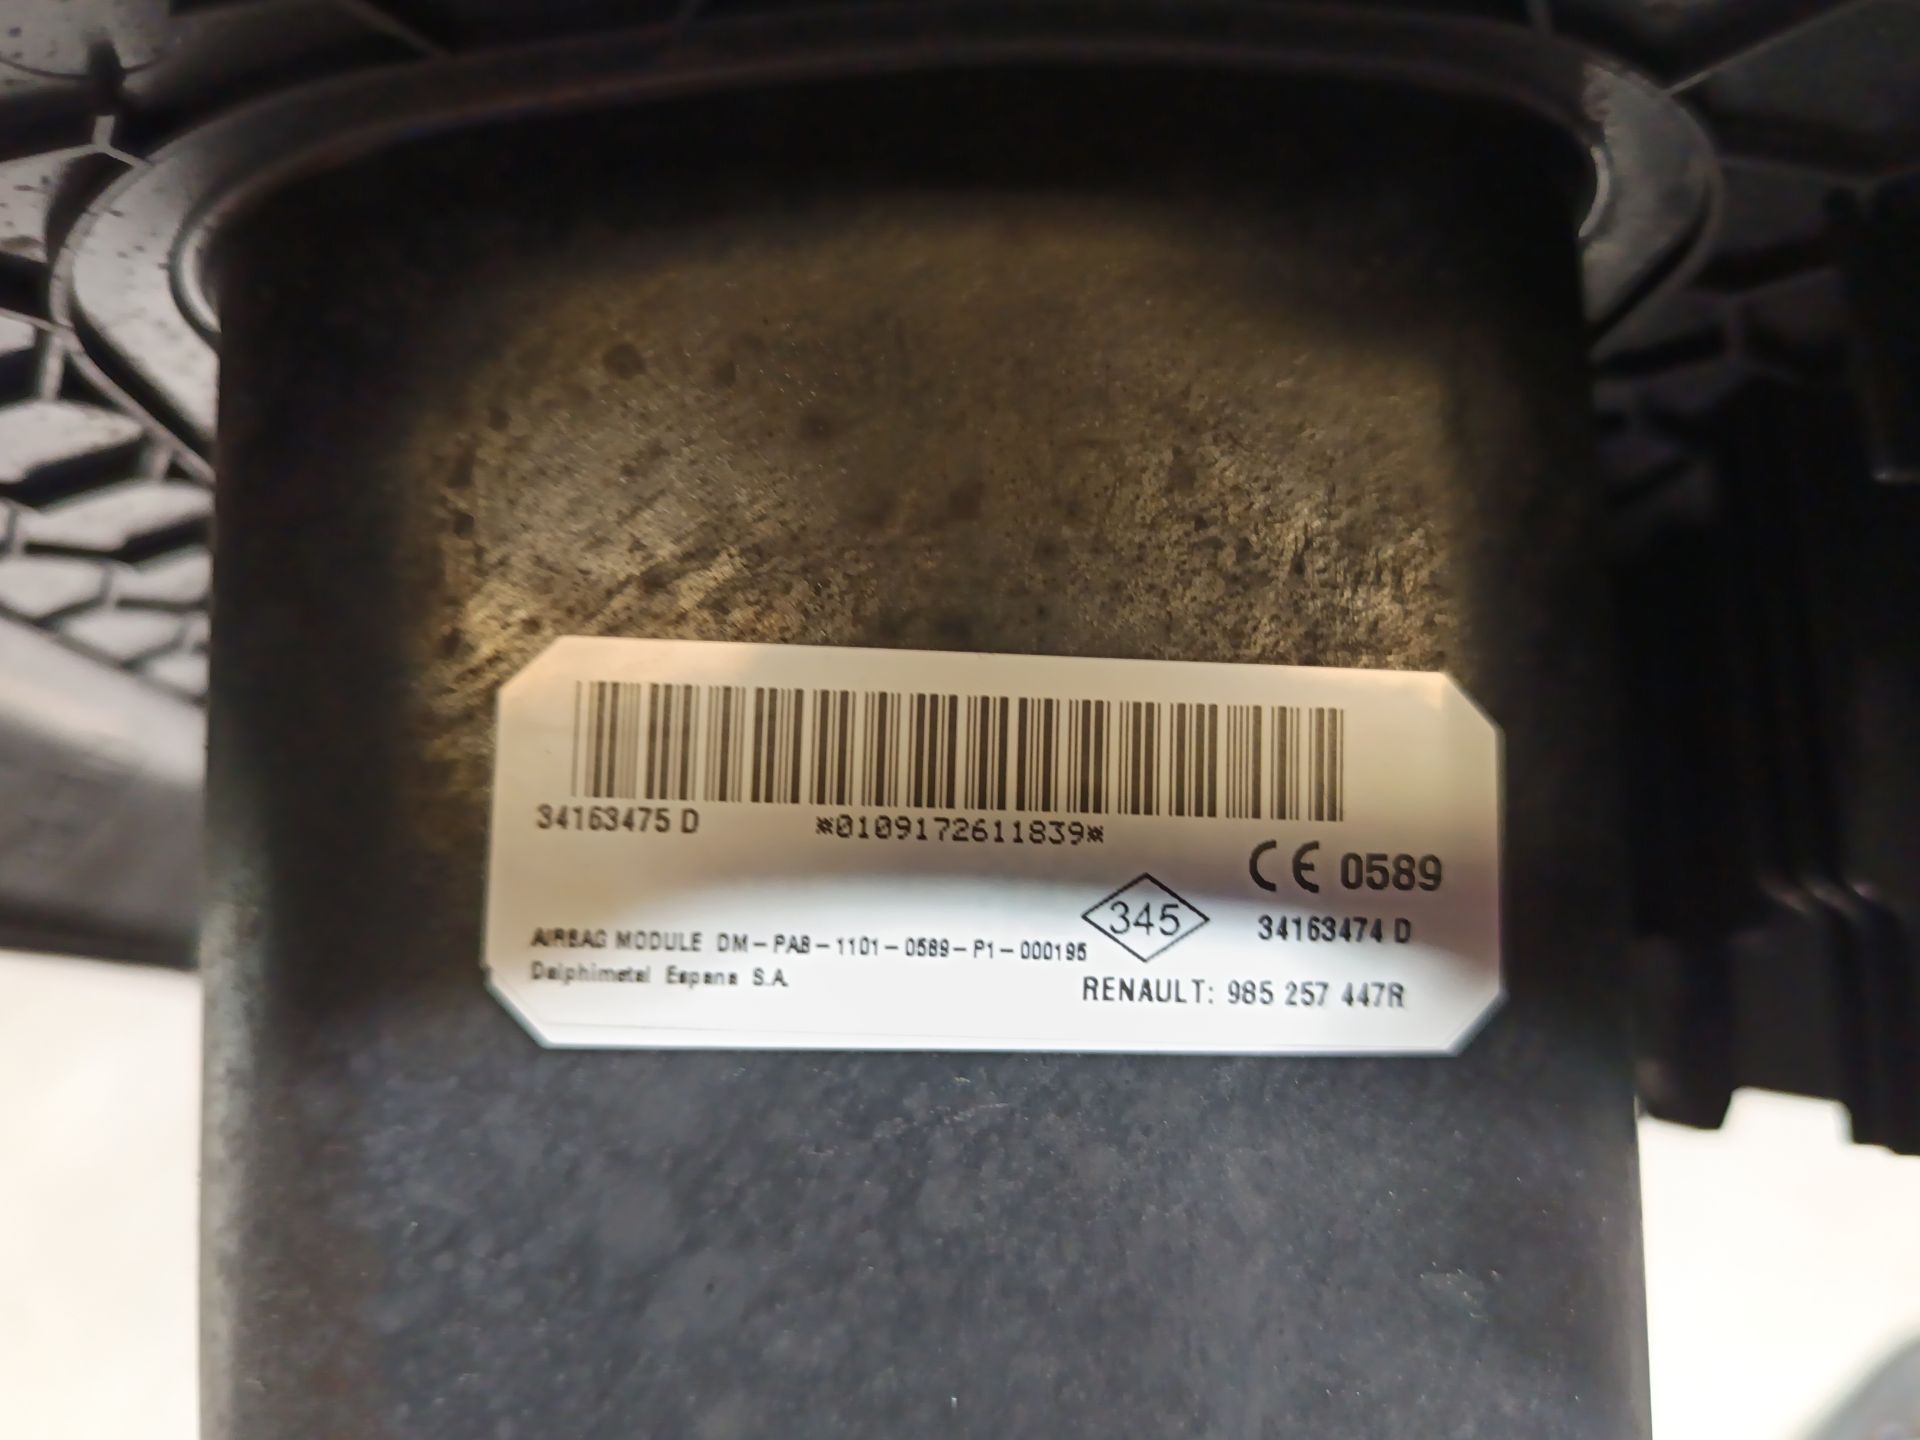 34163475 D
*0109172611839*
CE 0589
345
34163474 D
AIRBAG MODULE DM-PAB-1101-0589-P1-000195
Delphimetal Espana S.A.
RENAULT: 985 257 447R